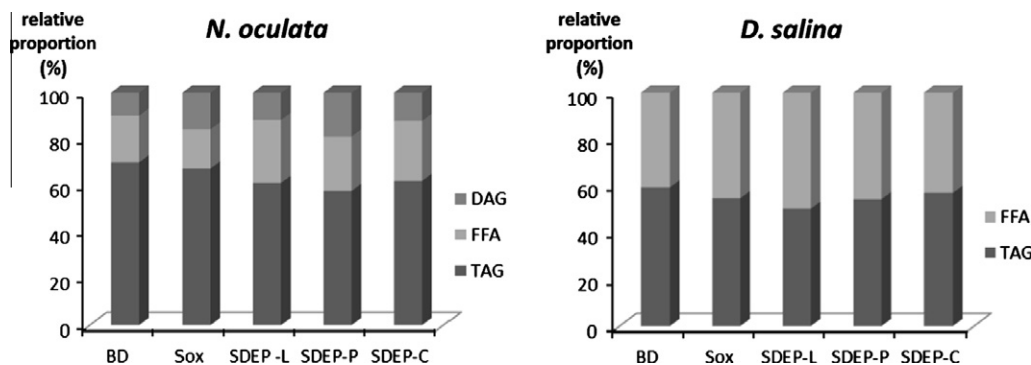 relative
proportion
(%)
N. oculata
100
80
60
40
20
0
BD Sox SDEP -L SDEP-P SDEP-C
DAG
FFA
TAG
relative
proportion
(%)
D. salina
100
80
60
40
20
0
BD Sox SDEP-L SDEP-P SDEP-C
FFA
TAG